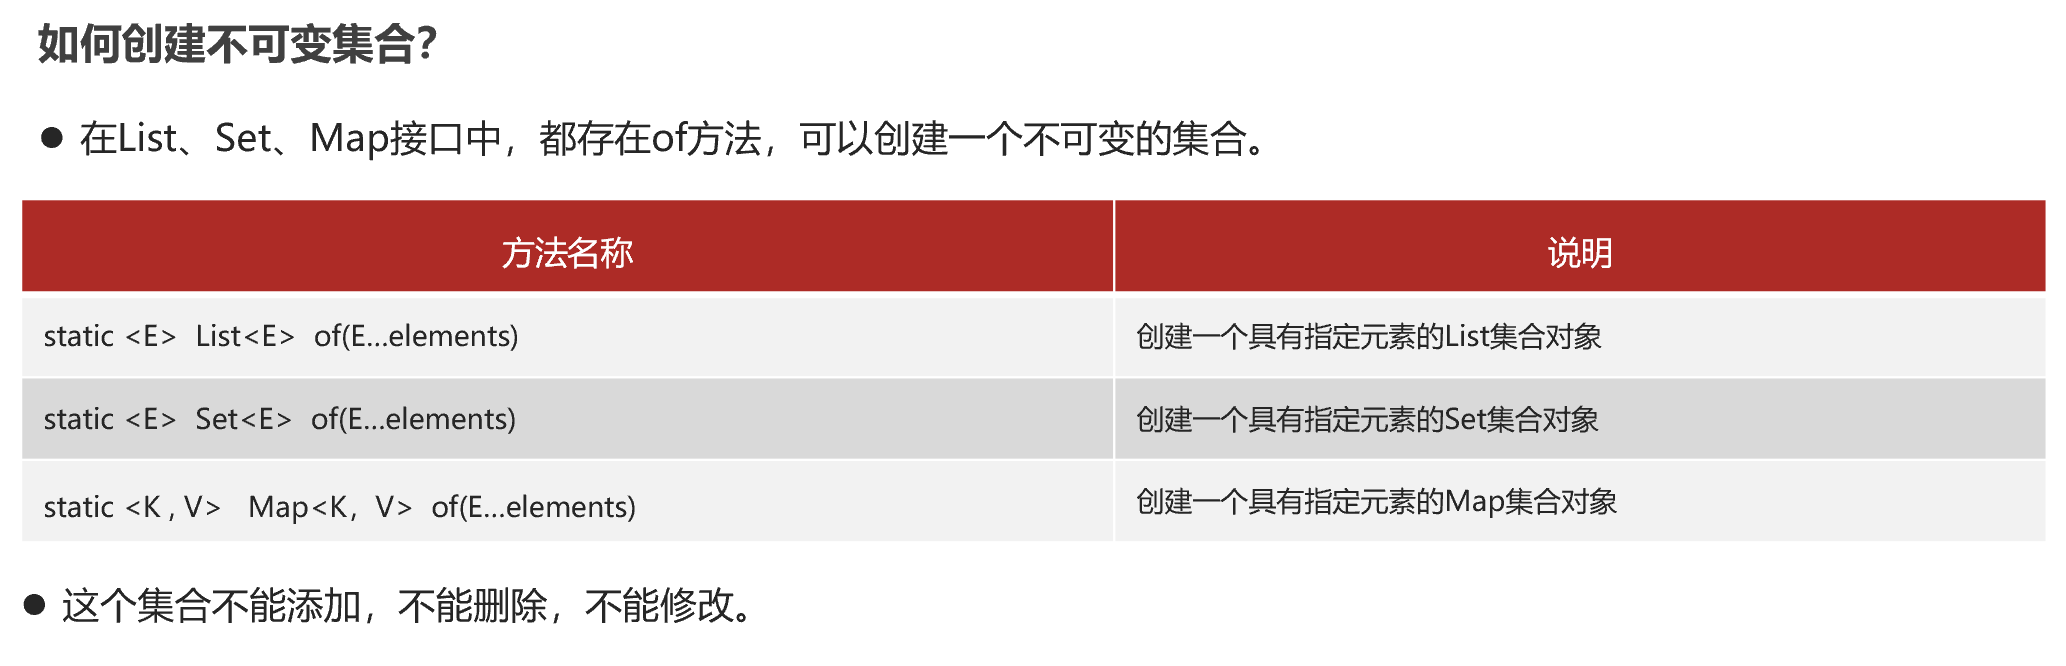 如何创建不可变集合？
● 在List、Set、Map接口中，都存在of方法，可以创建一个不可变的集合。
方法名称 说明
static <E> List<E> of(E…elements) 创建一个具有指定元素的List集合对象
static <E> Set<E> of(E…elements) 创建一个具有指定元素的Set集合对象
static <K , V> Map<K，V> of(E…elements) 创建一个具有指定元素的Map集合对象
● 这个集合不能添加，不能删除，不能修改。